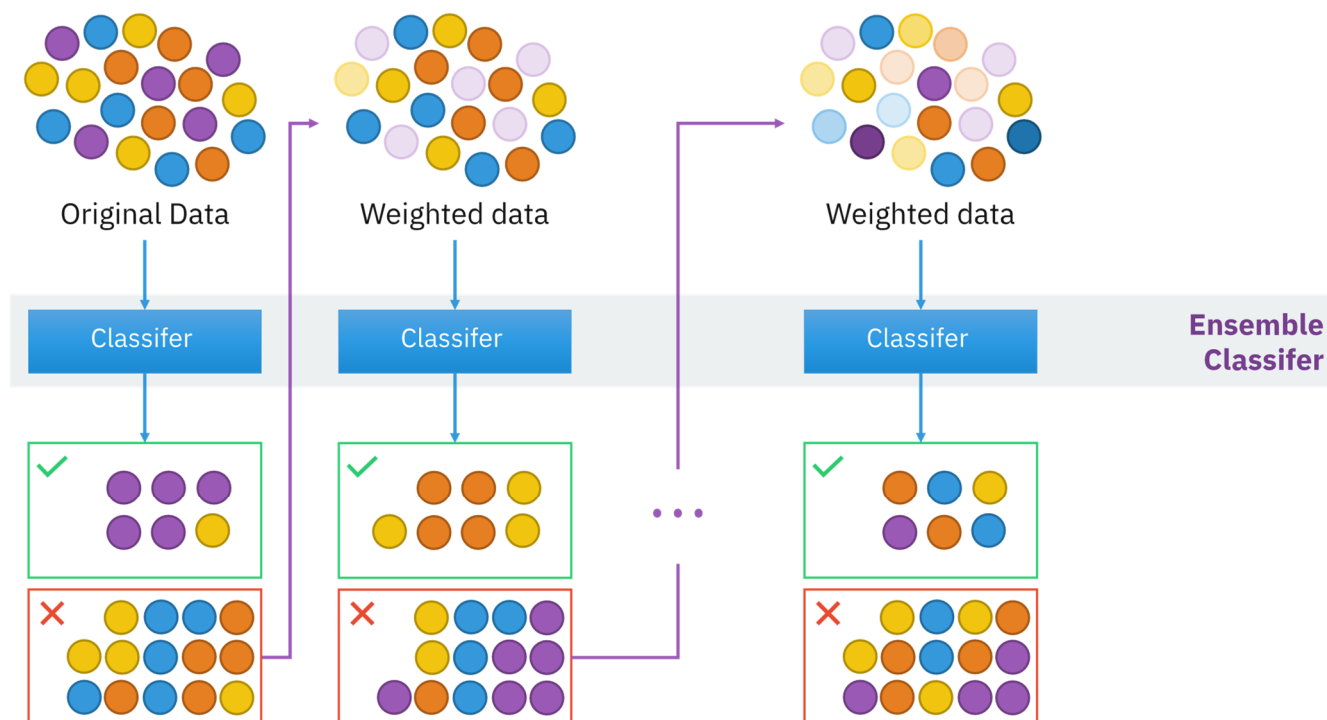 Original Data
Weighted data
Weighted data
Classifer
Classifer
Classifer
Ensemble
Classifer